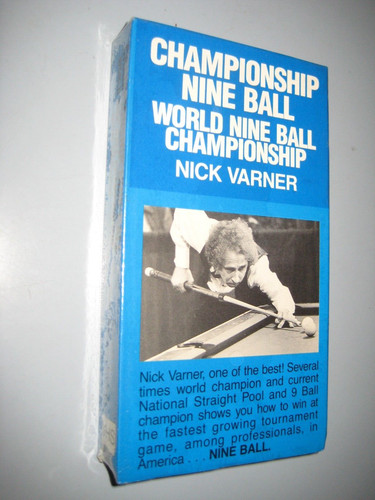 CHAMPIONSHIP
NINE BALL
WORLD NINE BALL
CHAMPIONSHIP
NICK VARNER
Nick Varner, one of the best! Several
times world champion and current
National Straight Pool and 9 Ball
champion shows you how to win at
the fastest growing tournament
game, among professionals, in
America . . . NINE BALL.